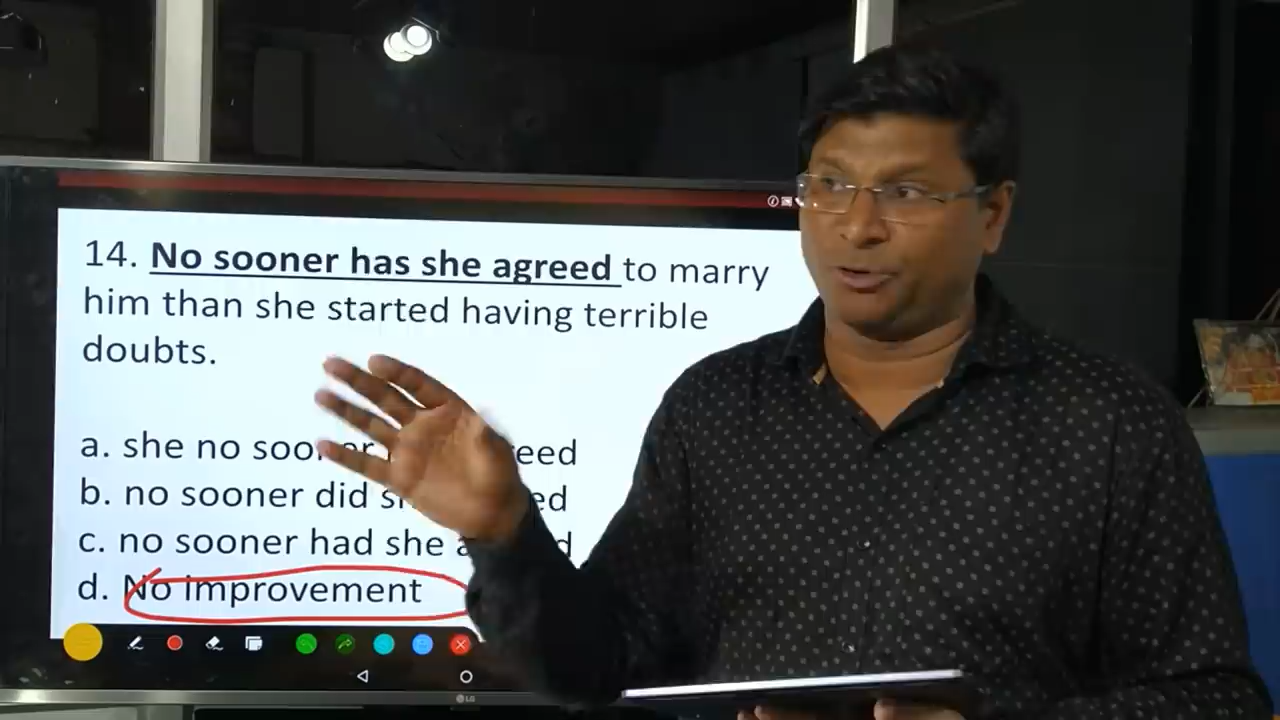 14. No sooner has she agreed to marry
him than she started having terrible
doubts.
a. she no
b. no sooner did
c. no sooner had she
d. No improvement
LG